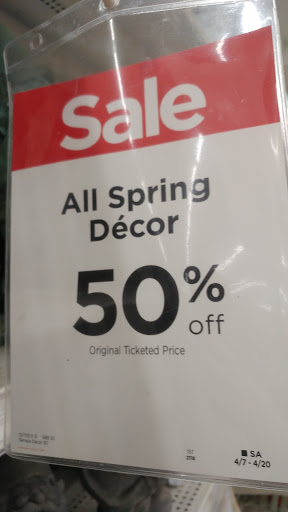 Sale
All Spring
Décor
50% off
Original Ticketed Price
SA
4/7 - 4/20